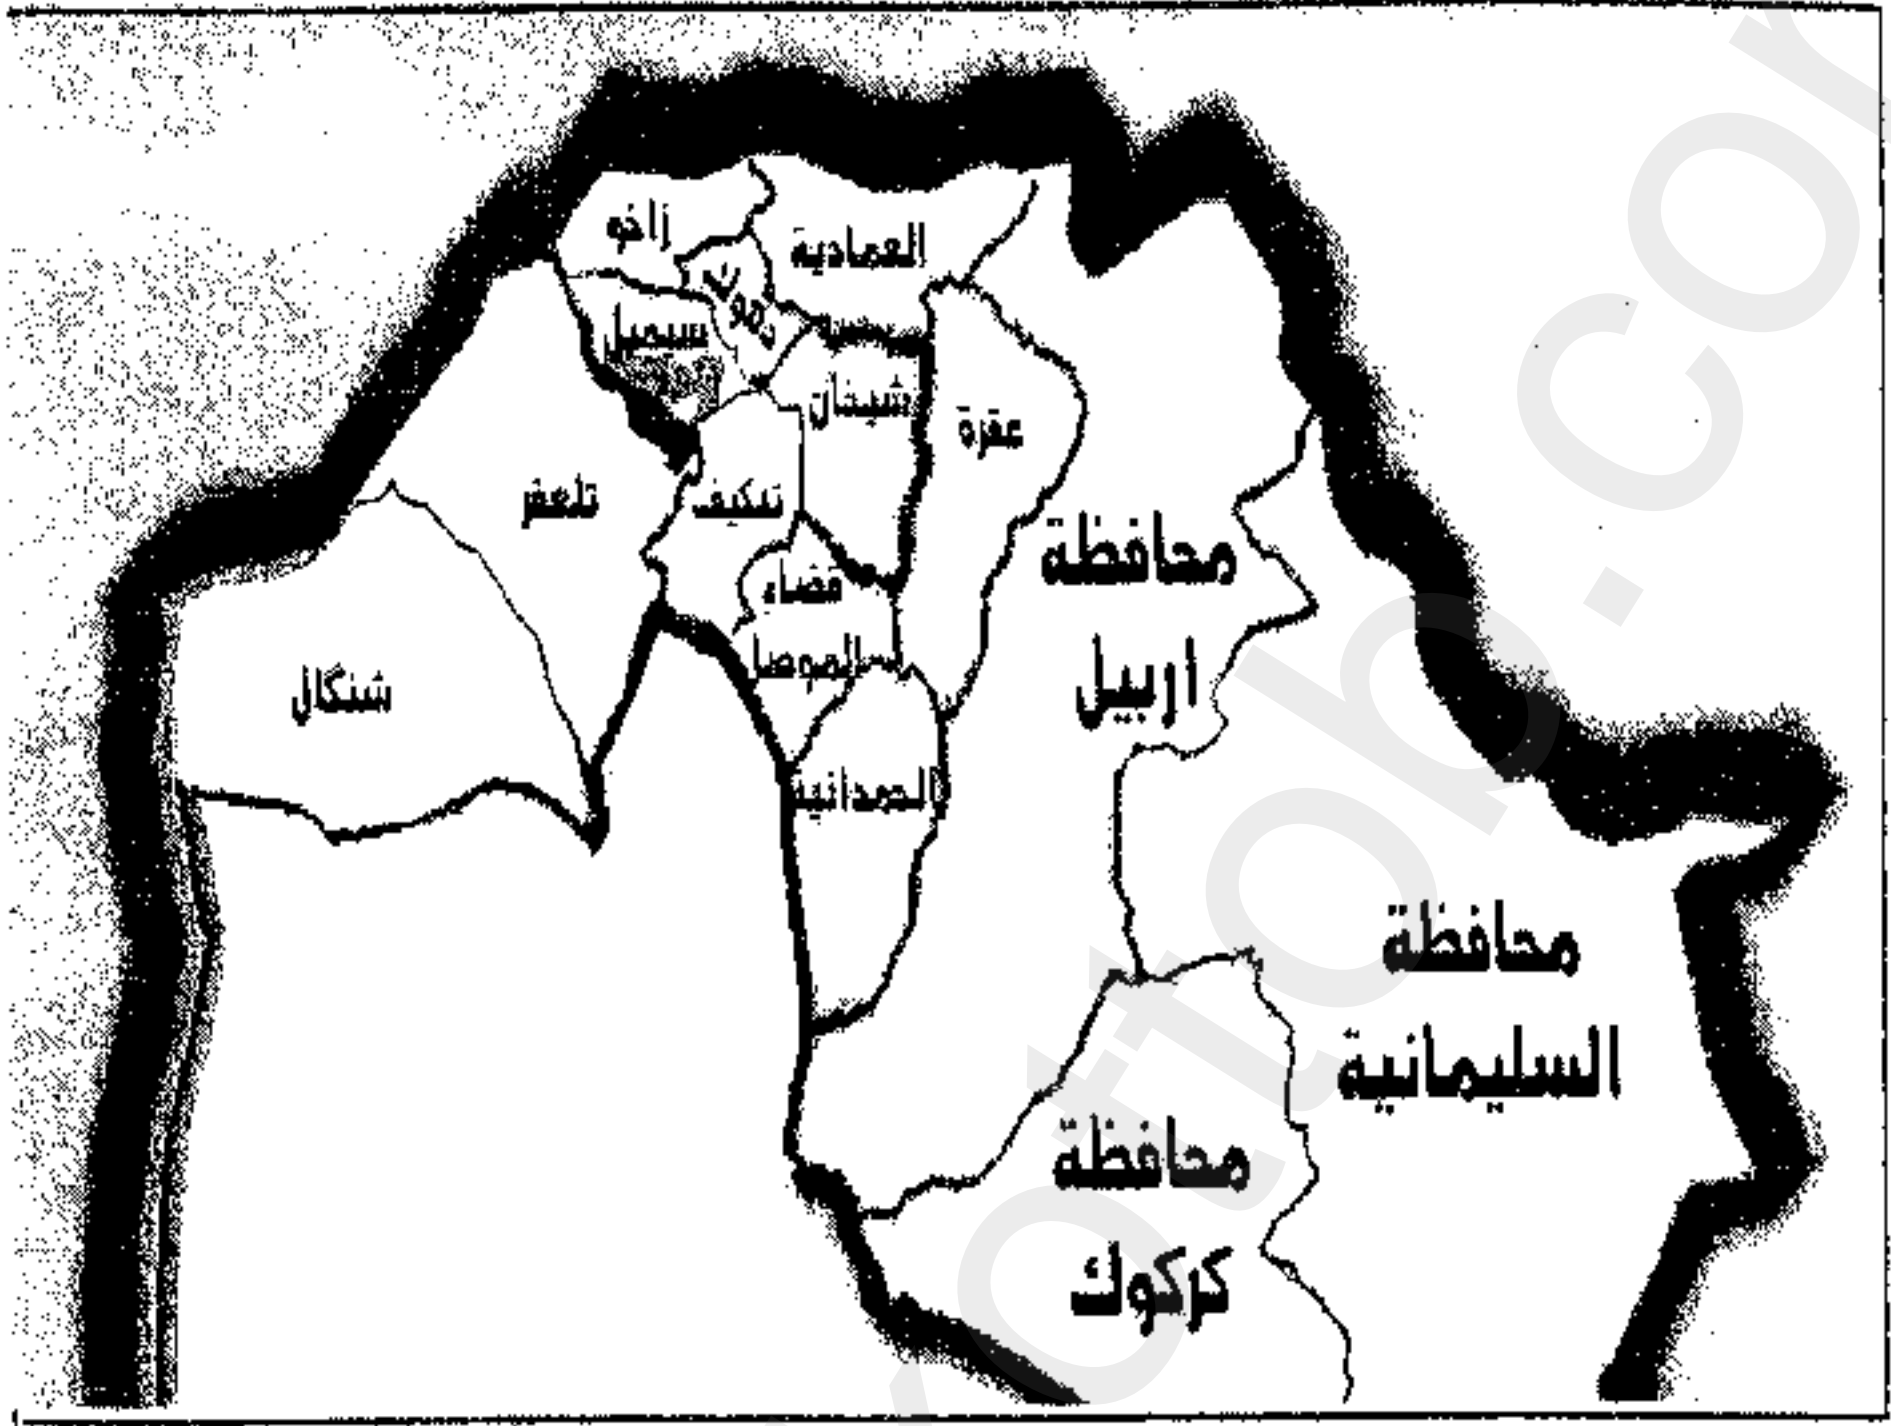 زاخو
العمادية
دهوك
سيميل
شيخان
عقرة
تلعفر
تلكيف
محافظة
اربيل
قضاء
الموصل
شنگال
الحمدانية
محافظة
السليمانية
محافظة
كركوك